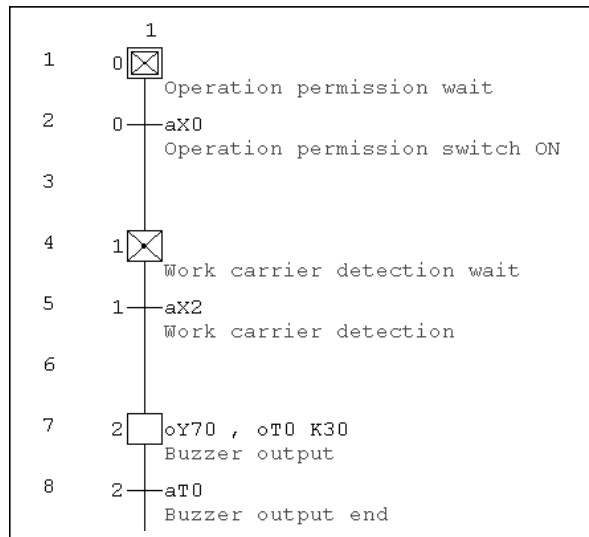 1
1 0
Operation permission wait
2 0 aX0
Operation permission switch ON
3
4 1
Work carrier detection wait
5 1 aX2
Work carrier detection
6
7 2 oY70 , oT0 K30
Buzzer output
8 2 aT0
Buzzer output end